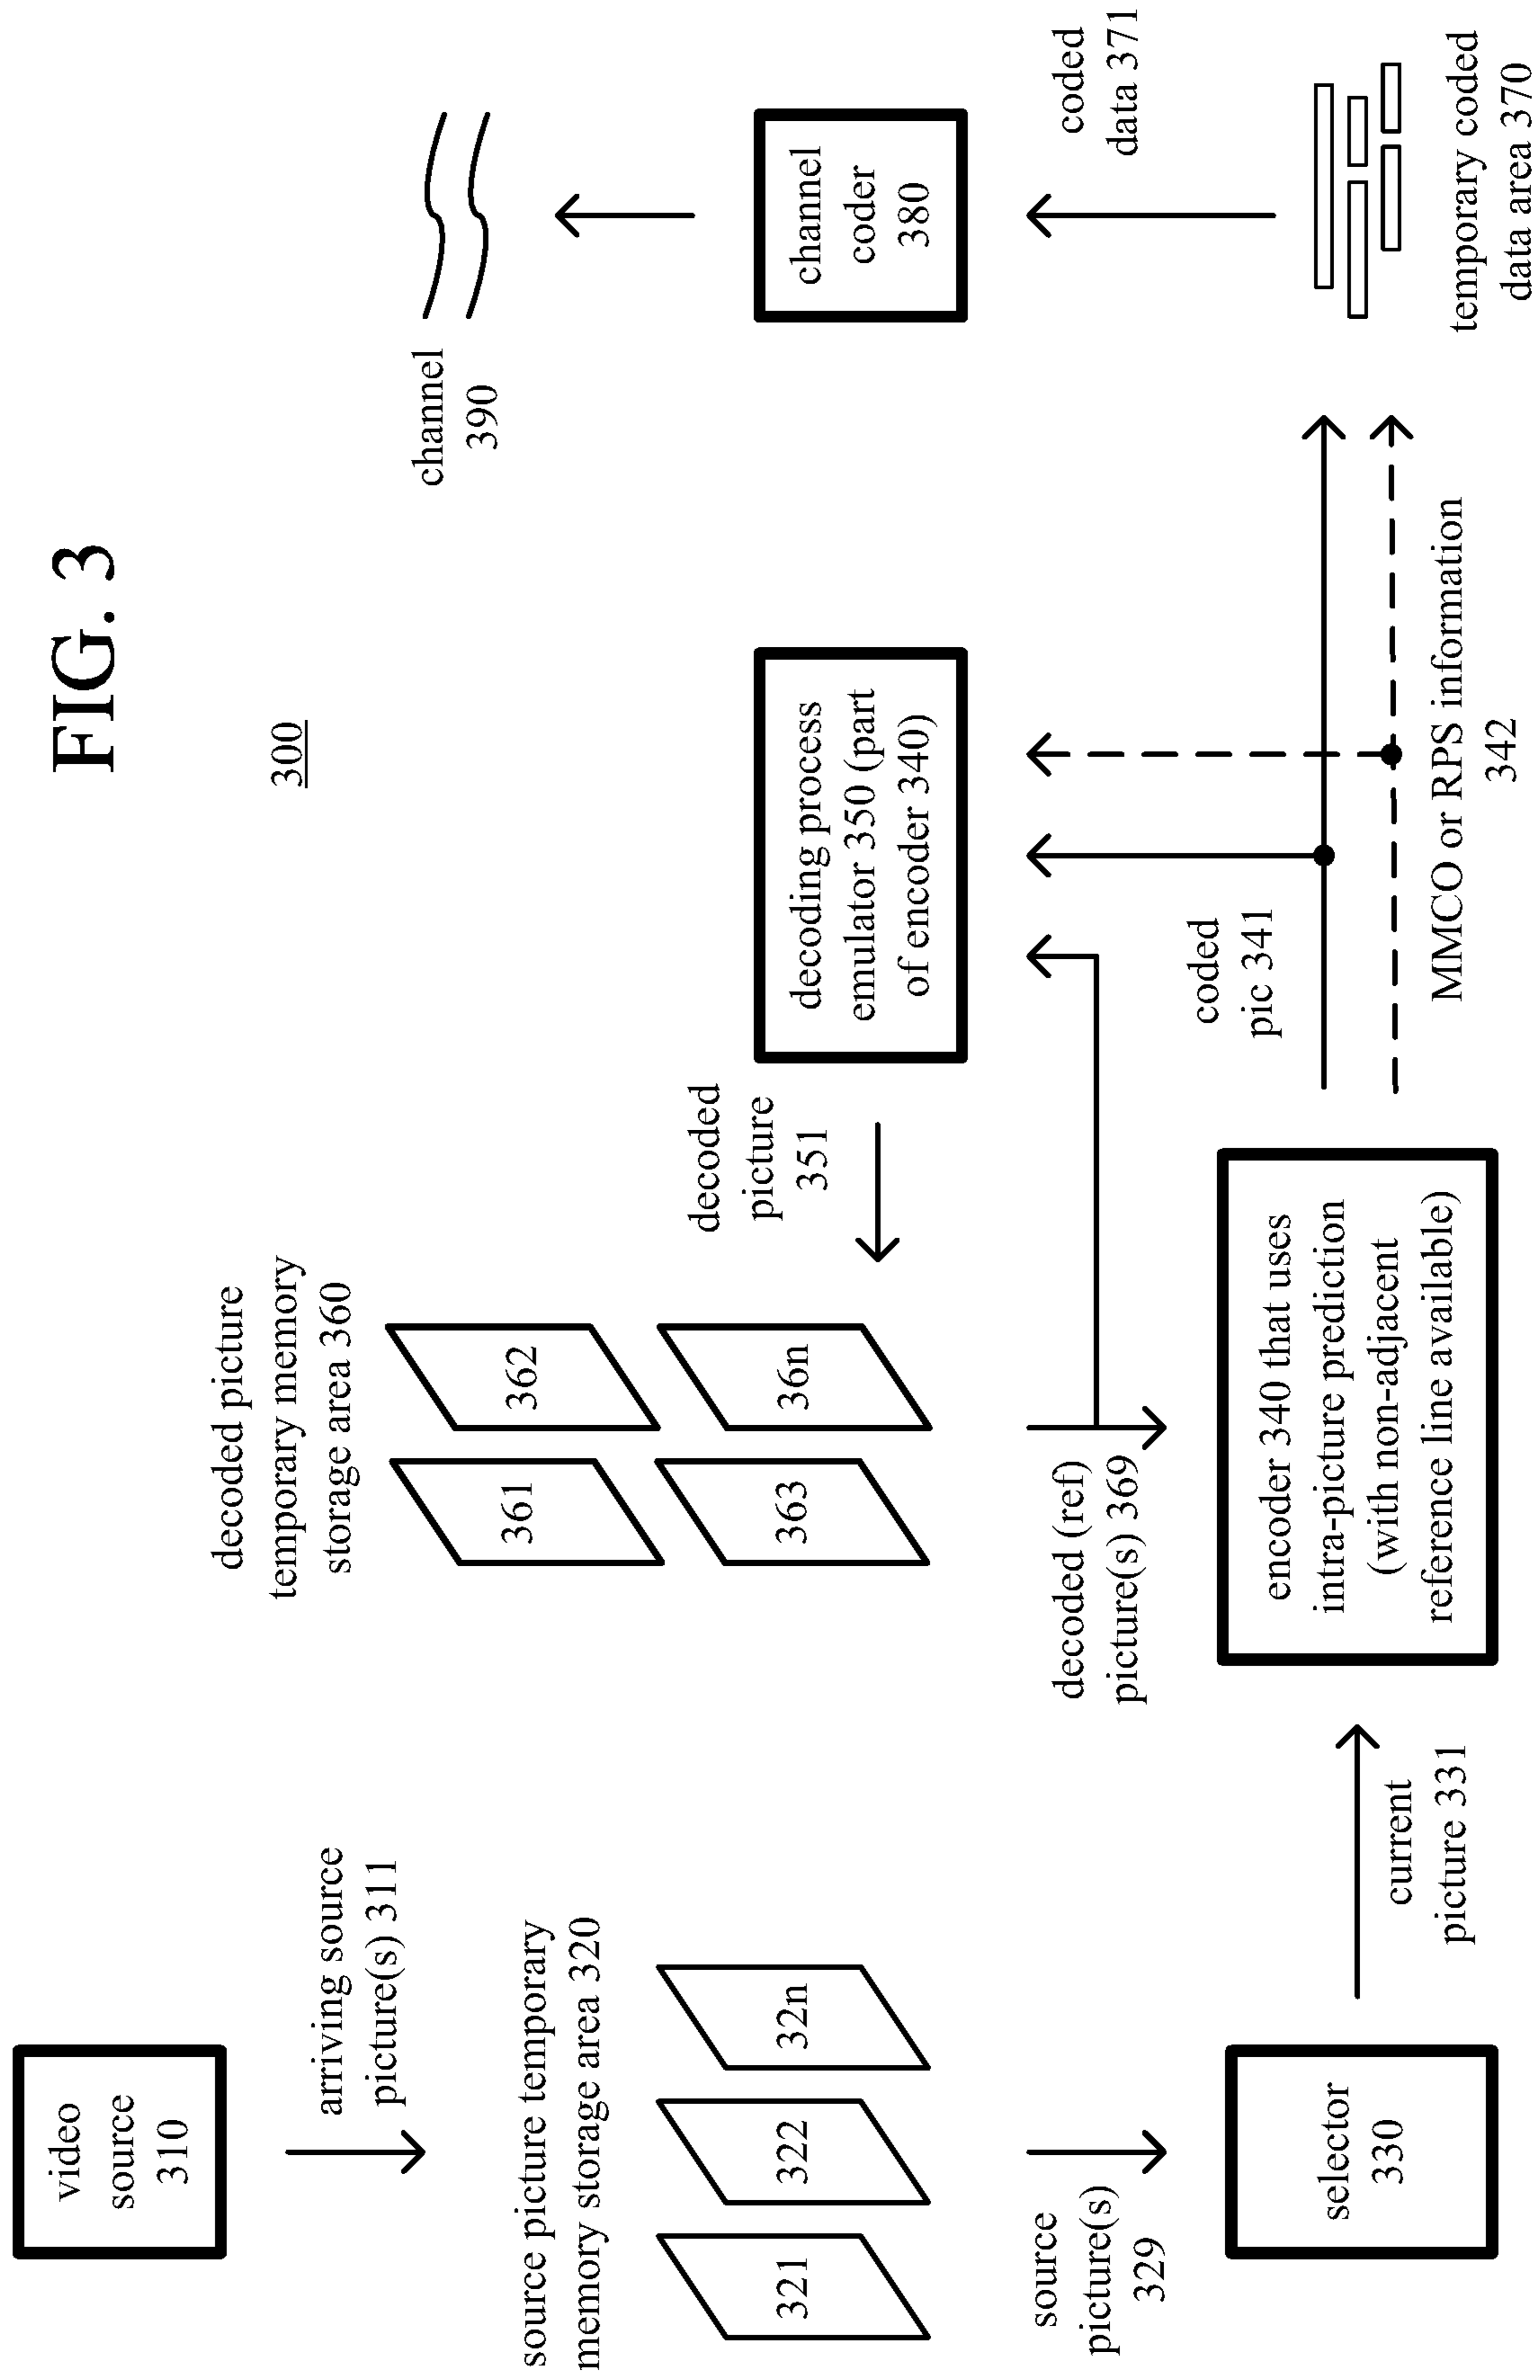 FIG. 3
300
video
source
310
arriving source
picture(s) 311
source picture temporary
memory storage area 320
321
322
32n
source
picture(s)
329
selector
330
current
picture 331
decoded picture
temporary memory
storage area 360
361
362
363
36n
decoded (ref)
picture(s) 369
encoder 340 that uses
intra-picture prediction
(with non-adjacent
reference line available)
decoded
picture
351
decoding process
emulator 350 (part
of encoder 340)
coded
pic 341
MMCO or RPS information
342
channel
390
channel
coder
380
coded
data 371
temporary coded
data area 370